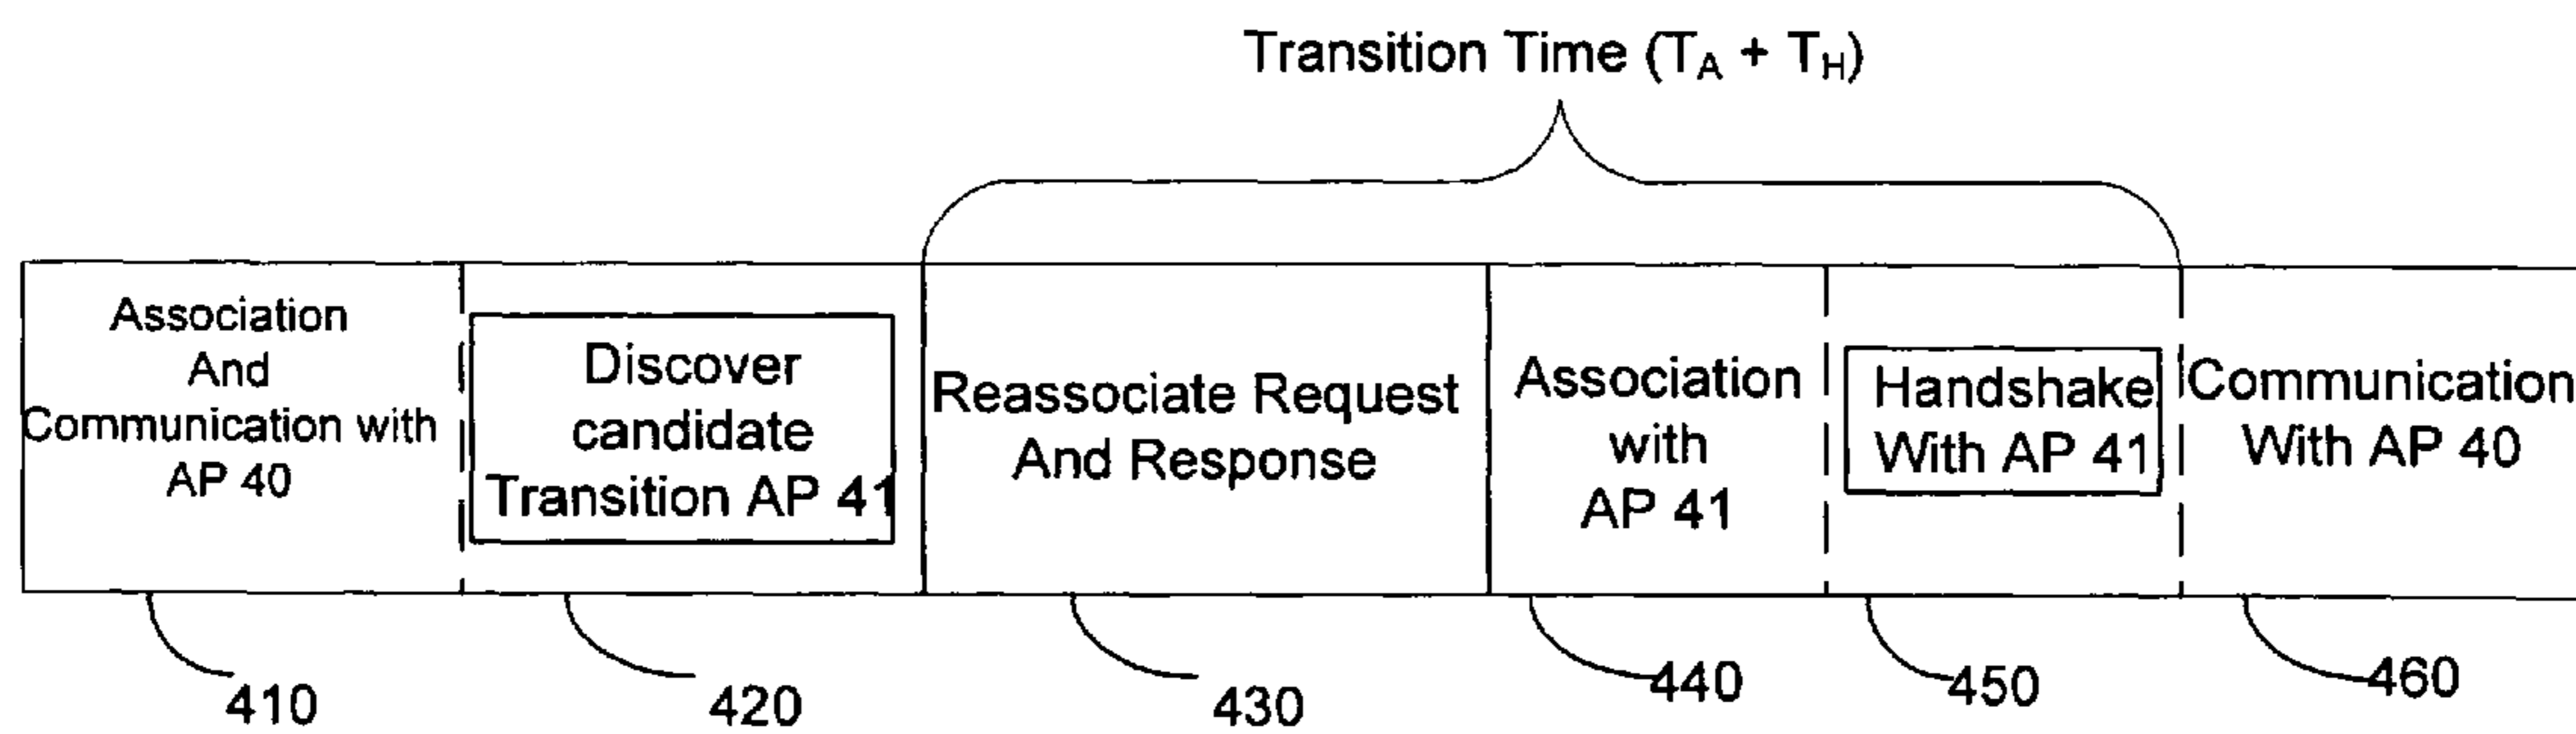 Transition Time (TA + TH)
Association
And
Communication with
AP 40
Discover
candidate
Transition AP 41
Reassociate Request
And Response
Association
with
AP 41
Handshake
With AP 41
Communication
With AP 40
410
420
430
440
450
460